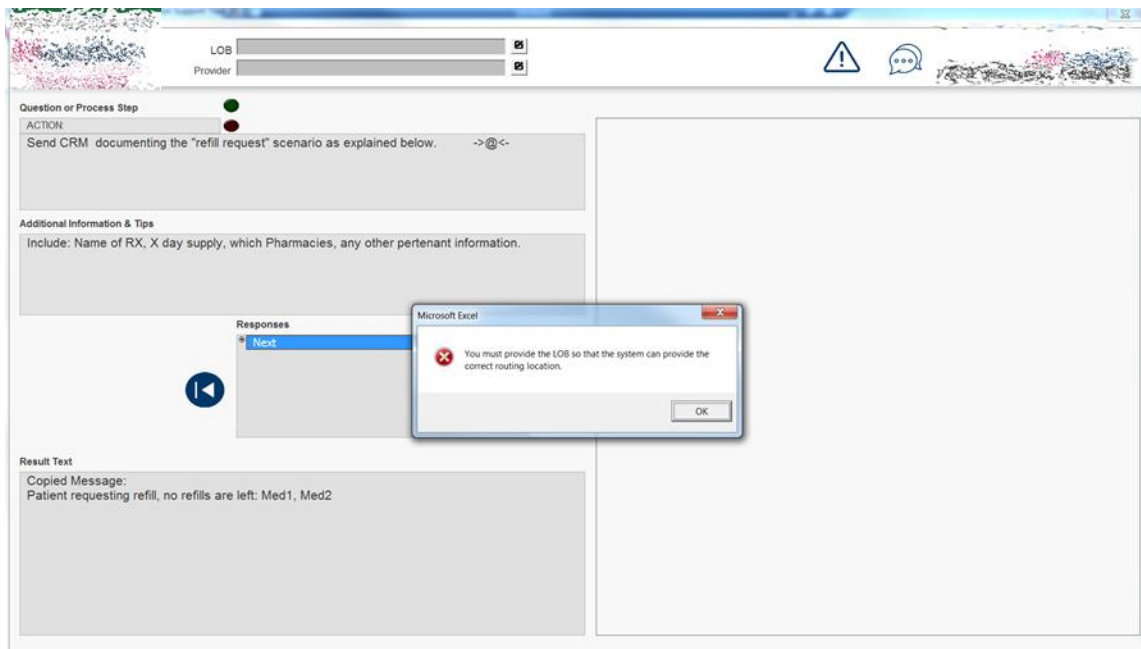 LOB
Provider
Question or Process Step
ACTION:
Send CRM documenting the "refill request" scenario as explained below. ->@<-
Additional Information & Tips
Include: Name of RX, X day supply, which Pharmacies, any other pertenant information.
Responses
Next
Microsoft Excel
You must provide the LOB so that the system can provide the
correct routing location.
OK
Result Text
Copied Message:
Patient requesting refill, no refills are left: Med1, Med2